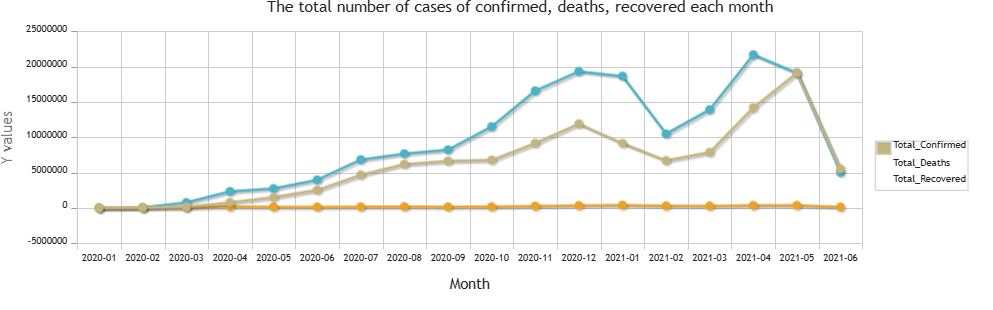 The total number of cases of confirmed, deaths, recovered each month
25000000
20000000
15000000
10000000
5000000
0
-5000000
Y values
2020-01 2020-02 2020-03 2020-04 2020-05 2020-06 2020-07 2020-08 2020-09 2020-10 2020-11 2020-12 2021-01 2021-02 2021-03 2021-04 2021-05 2021-06
Month
Total_Confirmed
Total_Deaths
Total_Recovered